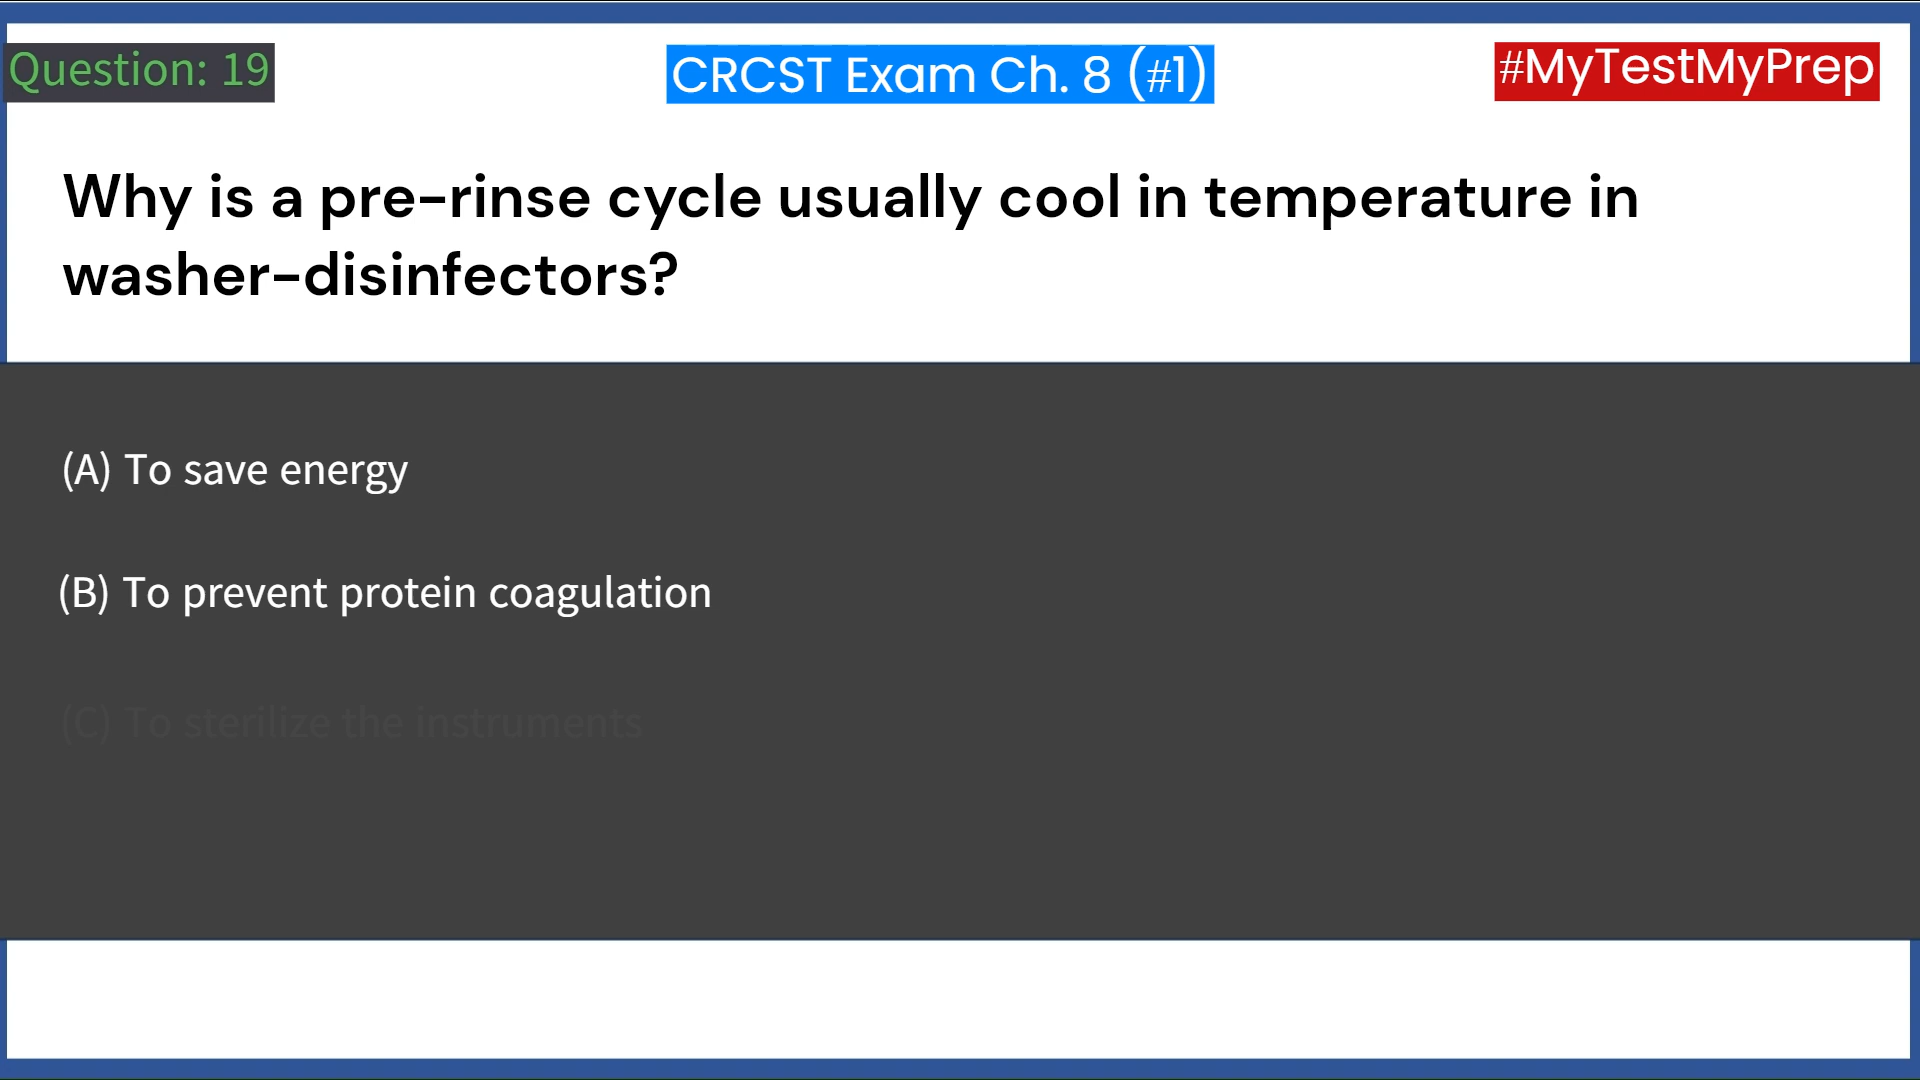 Question: 19
CRCST Exam Ch. 8 (#1)
#MyTestMyPrep
Why is a pre-rinse cycle usually cool in temperature in
washer-disinfectors?
(A) To save energy
(B) To prevent protein coagulation
(C) To sterilize the instruments